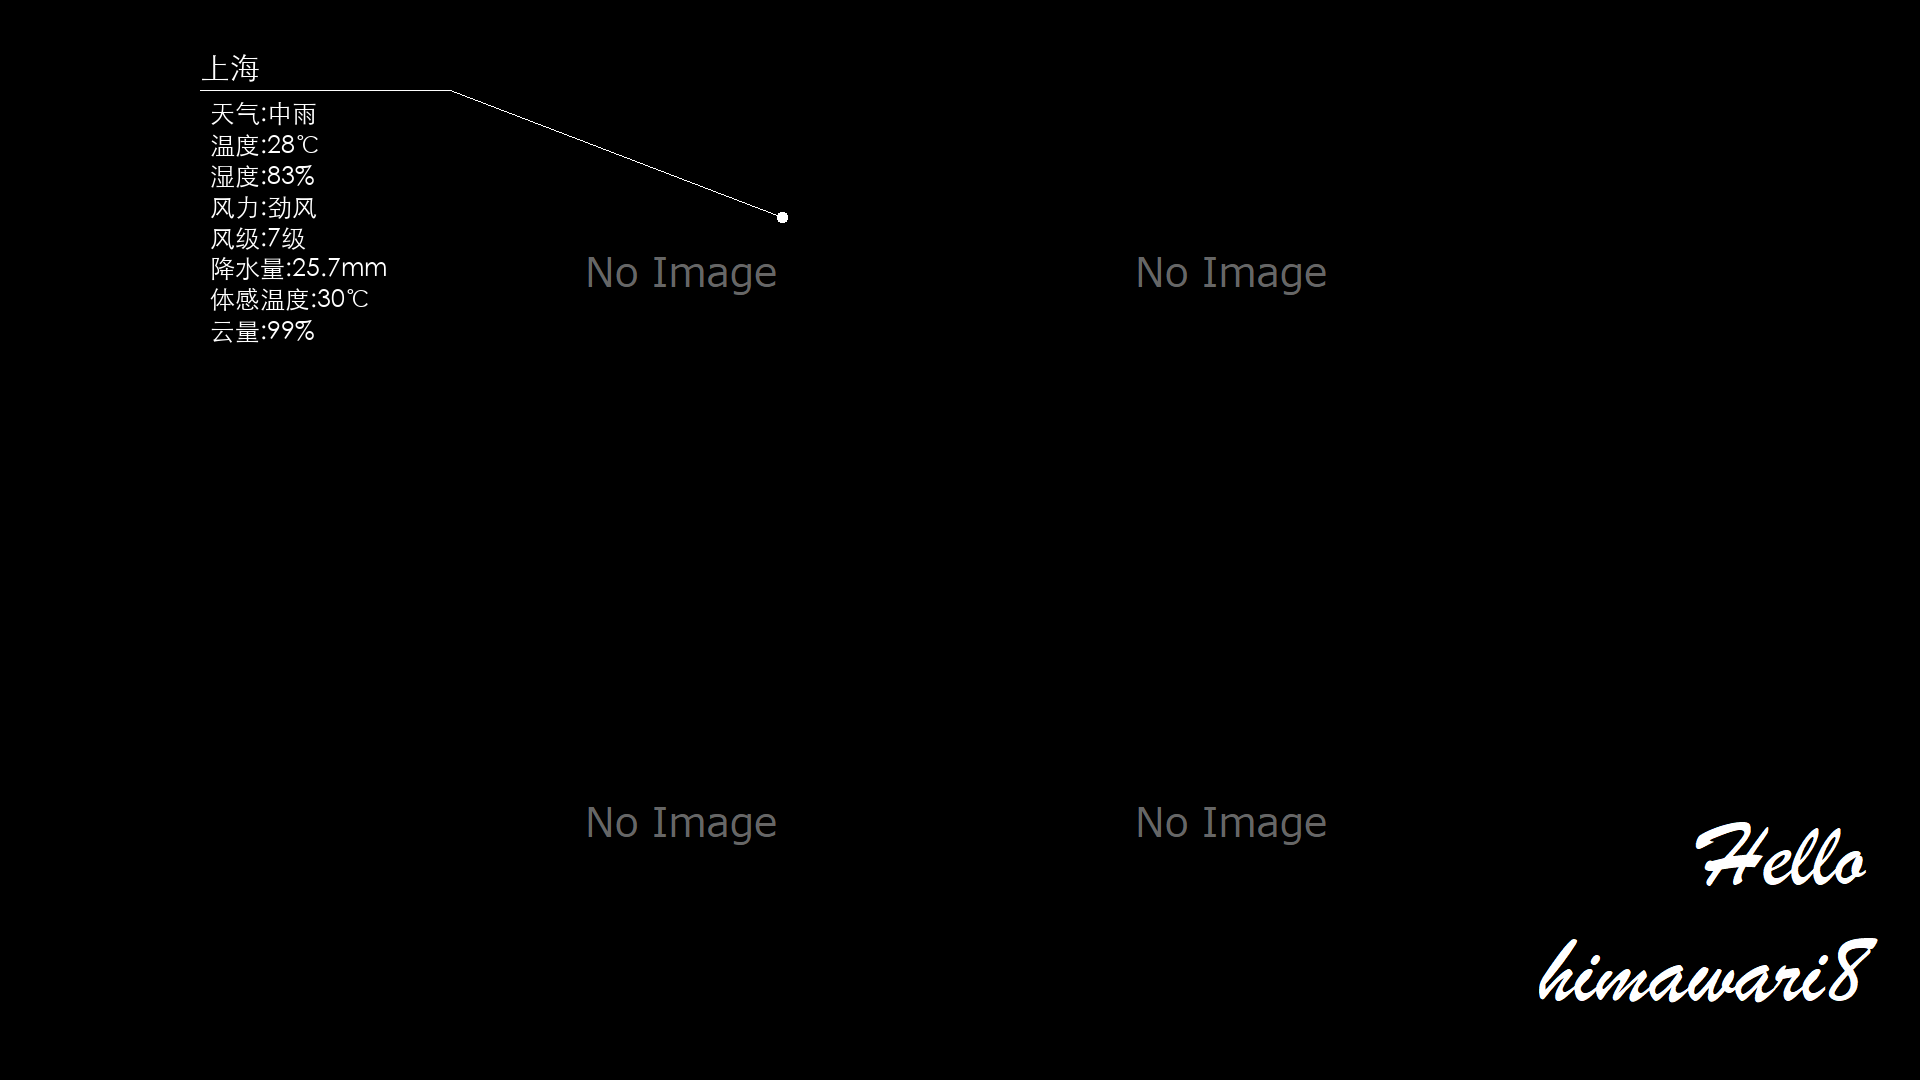 上海
天气:中雨
温度:28℃
湿度:83%
风力:劲风
风级:7级
降水量:25.7mm
体感温度:30℃
云量:99%
No Image
No Image
No Image
No Image
Hello
himawari8